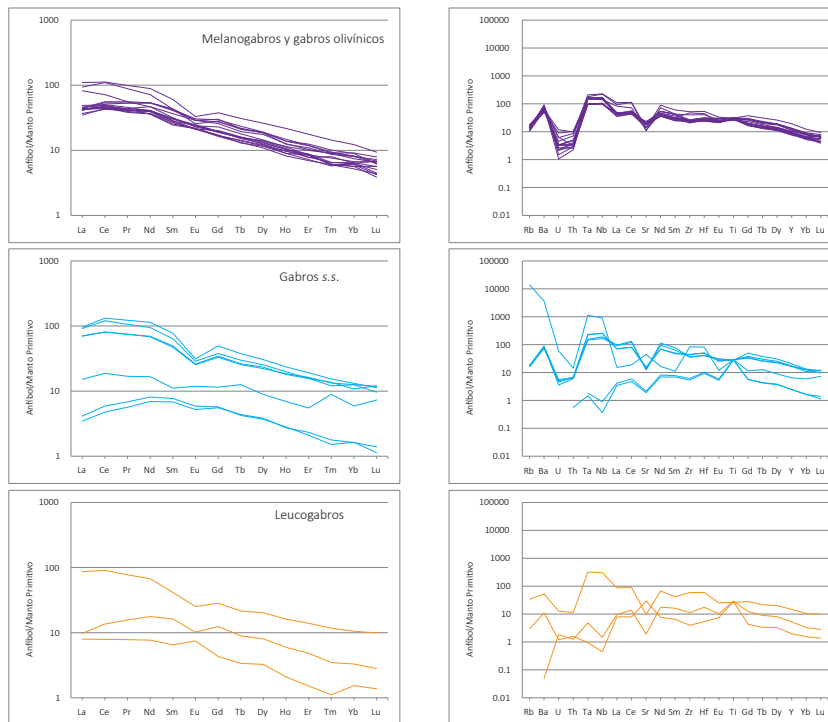 1000
100
10
1
Anfibol/Manto Primitivo
Melanogabros y gabros olivínicos
La Ce Pr Nd Sm Eu Gd Tb Dy Ho Er Tm Yb Lu
100000
10000
1000
100
10
1
0.1
0.01
Anfibol/Manto Primitivo
Rb Ba U Th Ta Nb La Ce Sr Nd Sm Zr Hf Eu Ti Gd Tb Dy Y Yb Lu
1000
100
10
1
Anfibol/Manto Primitivo
Gabros s.s.
La Ce Pr Nd Sm Eu Gd Tb Dy Ho Er Tm Yb Lu
100000
10000
1000
100
10
1
0.1
0.01
Anfibol/Manto Primitivo
Rb Ba U Th Ta Nb La Ce Sr Nd Sm Zr Hf Eu Ti Gd Tb Dy Y Yb Lu
1000
100
10
1
Anfibol/Manto Primitivo
Leucogabros
La Ce Pr Nd Sm Eu Gd Tb Dy Ho Er Tm Yb Lu
100000
10000
1000
100
10
1
0.1
0.01
Anfibol/Manto Primitivo
Rb Ba U Th Ta Nb La Ce Sr Nd Sm Zr Hf Eu Ti Gd Tb Dy Y Yb Lu